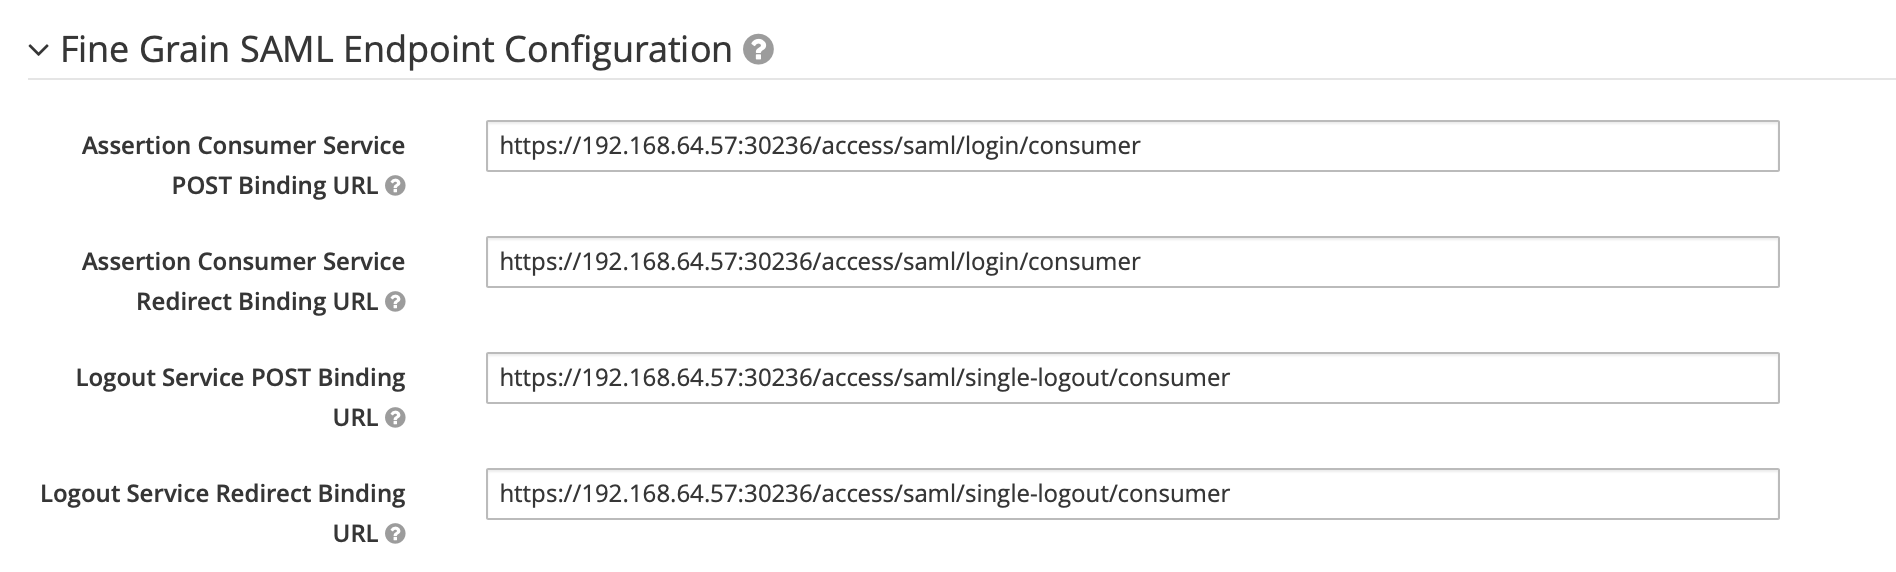 Fine Grain SAML Endpoint Configuration ?
Assertion Consumer Service
POST Binding URL ?
https://192.168.64.57:30236/access/saml/login/consumer
Assertion Consumer Service
Redirect Binding URL ?
https://192.168.64.57:30236/access/saml/login/consumer
Logout Service POST Binding
URL ?
https://192.168.64.57:30236/access/saml/single-logout/consumer
Logout Service Redirect Binding
URL ?
https://192.168.64.57:30236/access/saml/single-logout/consumer